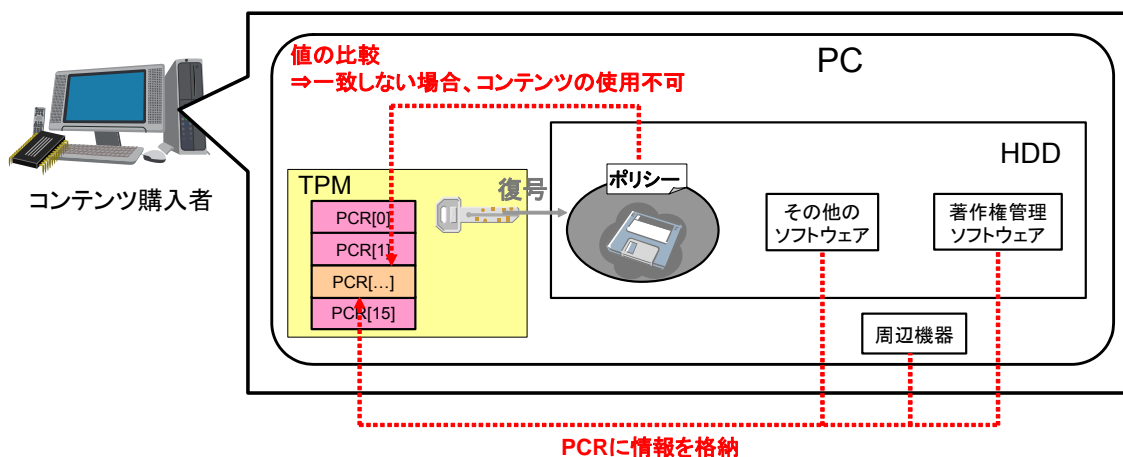 値の比較
⇒一致しない場合、コンテンツの使用不可
PC
HDD
コンテンツ購入者
TPM
復号
ポリシー
PCR[0]
PCR[1]
PCR[...]
PCR[15]
その他の
ソフトウェア
著作権管理
ソフトウェア
周辺機器
PCRに情報を格納